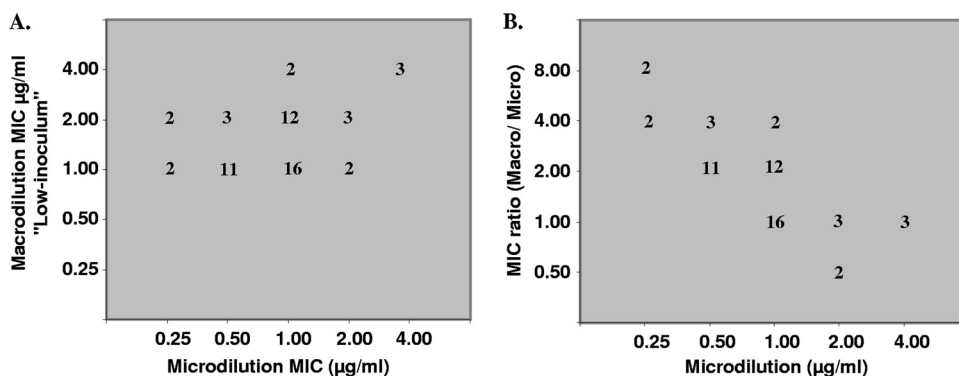 A.
Macrodilution MIC µg/ml
"Low-inoculum"
4.00
2.00
1.00
0.50
0.25
2 3
2 3 12 3
2 11 16 2
0.25 0.50 1.00 2.00 4.00
Microdilution MIC (µg/ml)
B.
MIC ratio (Macro/ Micro)
8.00
4.00
2.00
1.00
0.50
2
2 3 2
11 12
16 3 3
2
0.25 0.50 1.00 2.00 4.00
Microdilution (µg/ml)